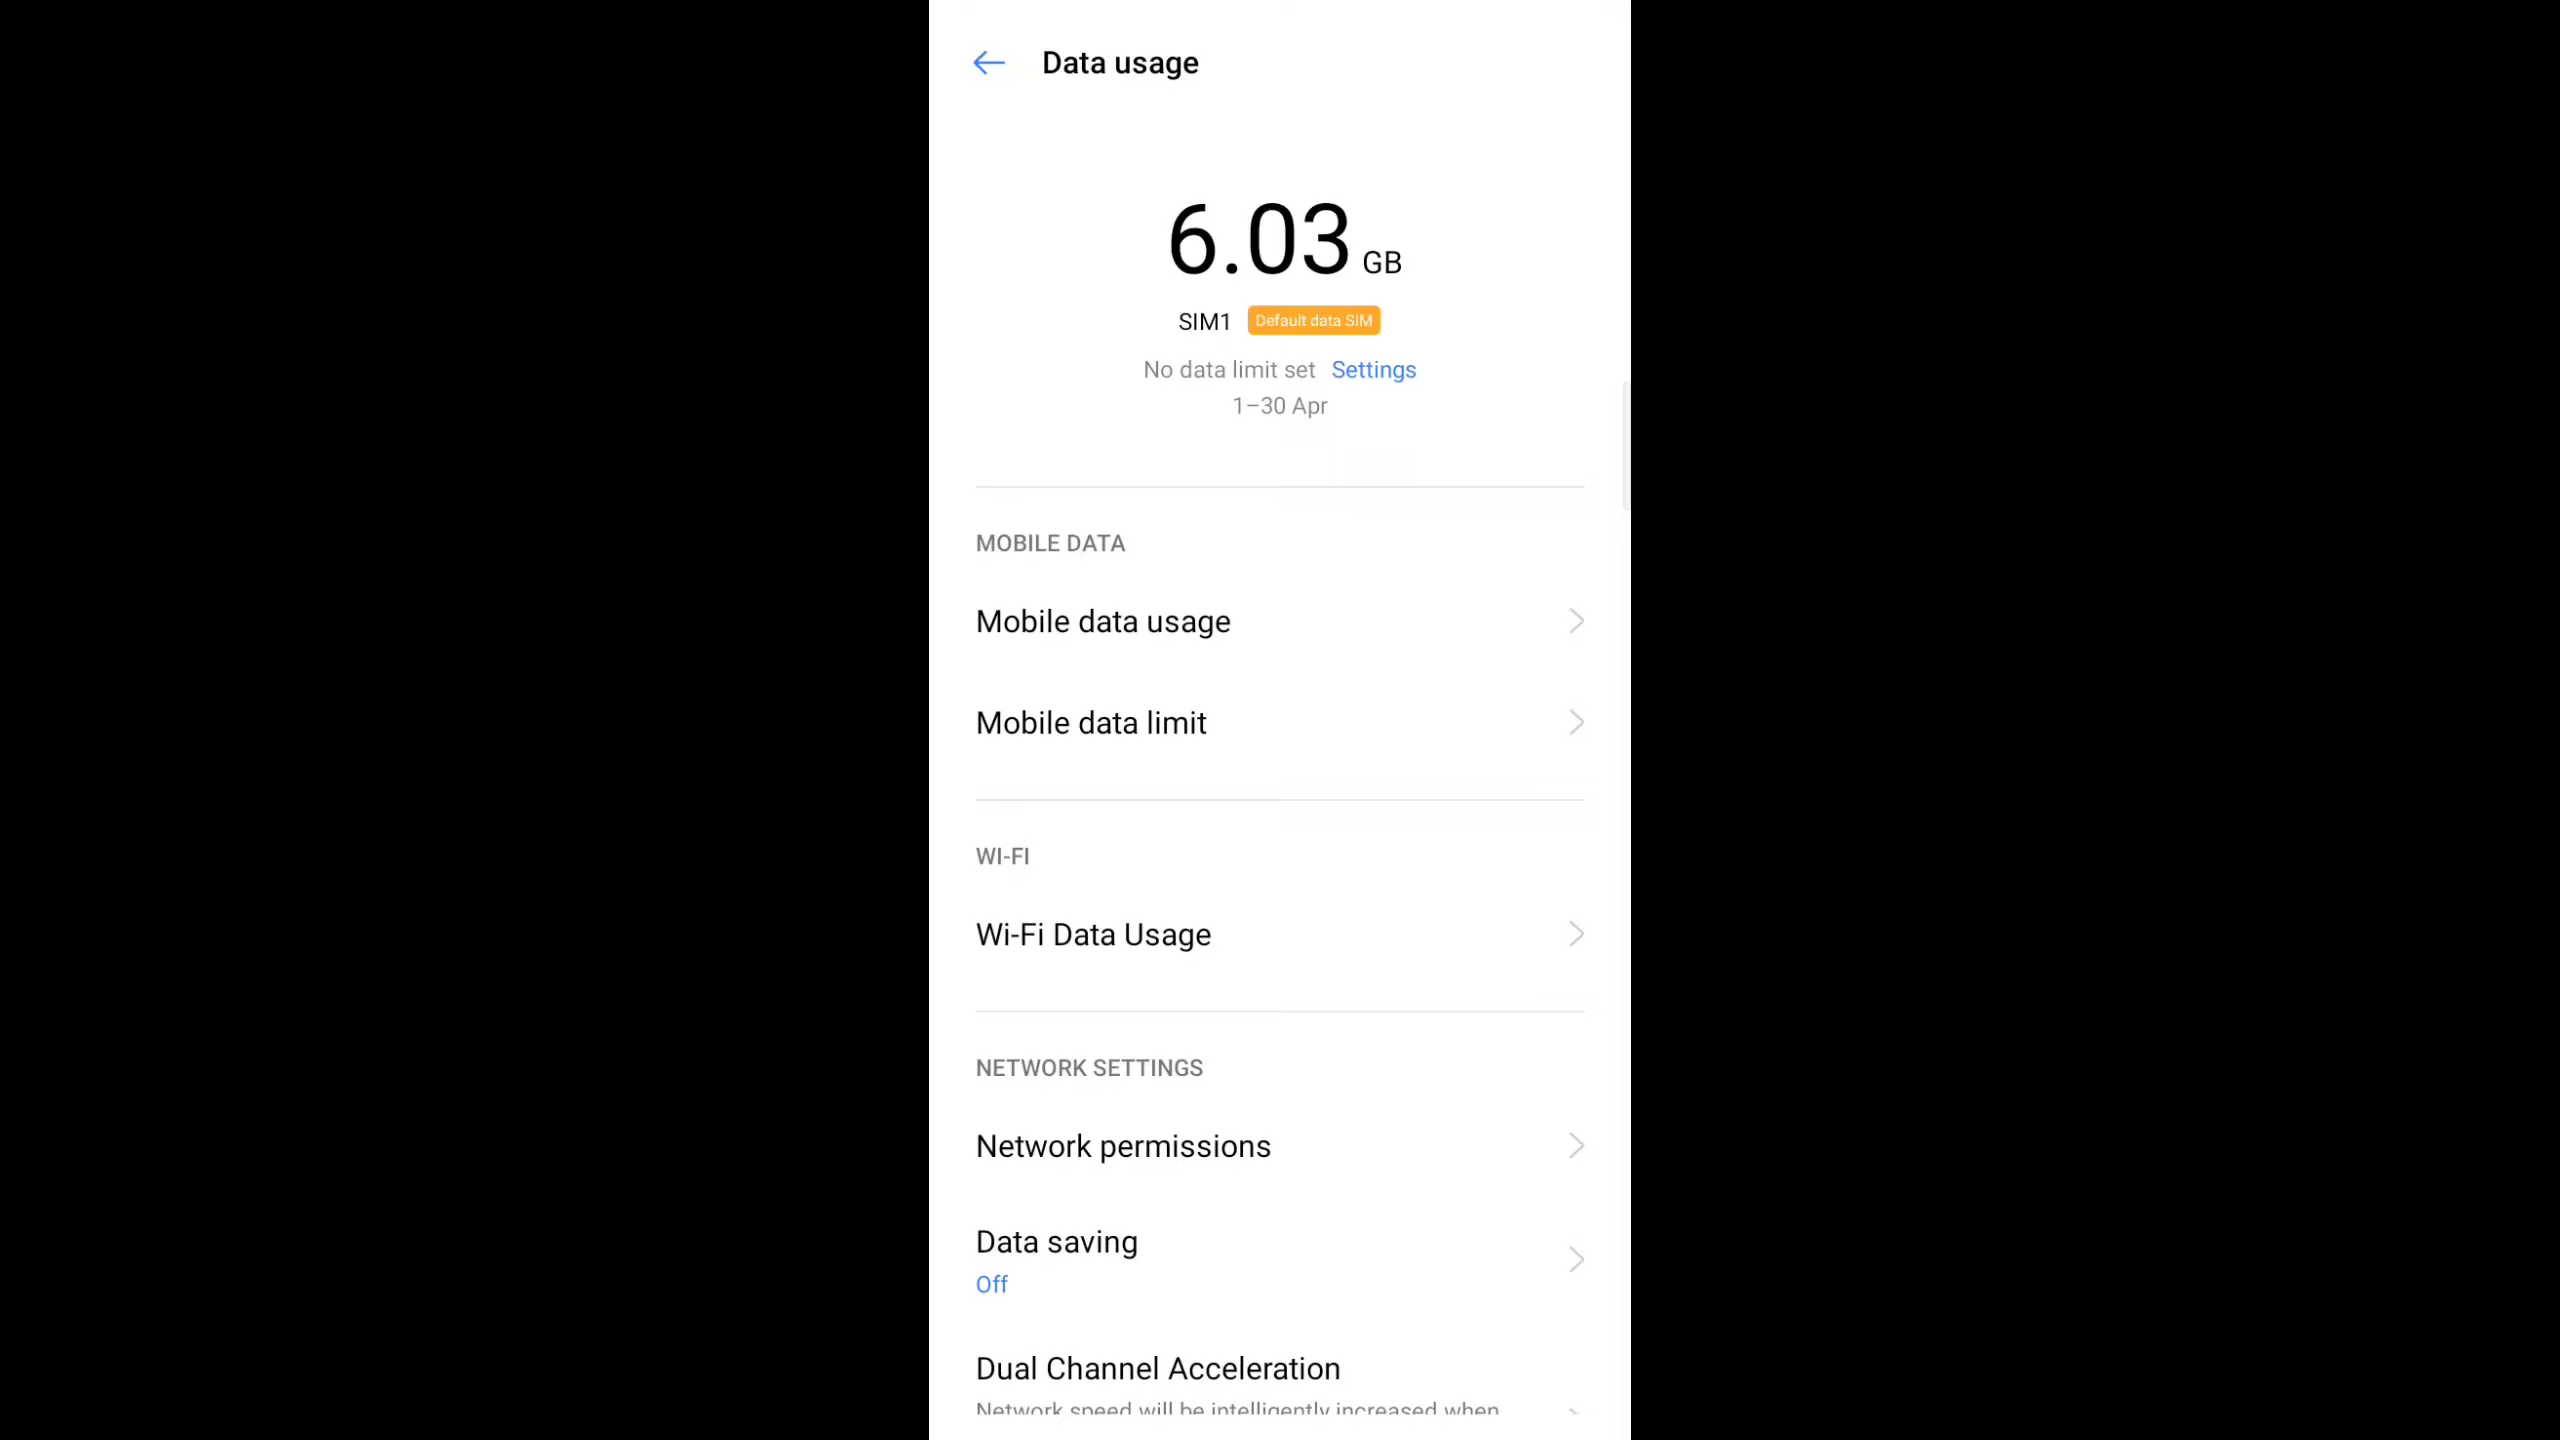 Data usage
6.03 GB
SIM1 Default data SIM
No data limit set Settings
1–30 Apr
MOBILE DATA
Mobile data usage
Mobile data limit
WI-FI
Wi-Fi Data Usage
NETWORK SETTINGS
Network permissions
Data saving
Off
Dual Channel Acceleration
Network speed will be intelligently increased when